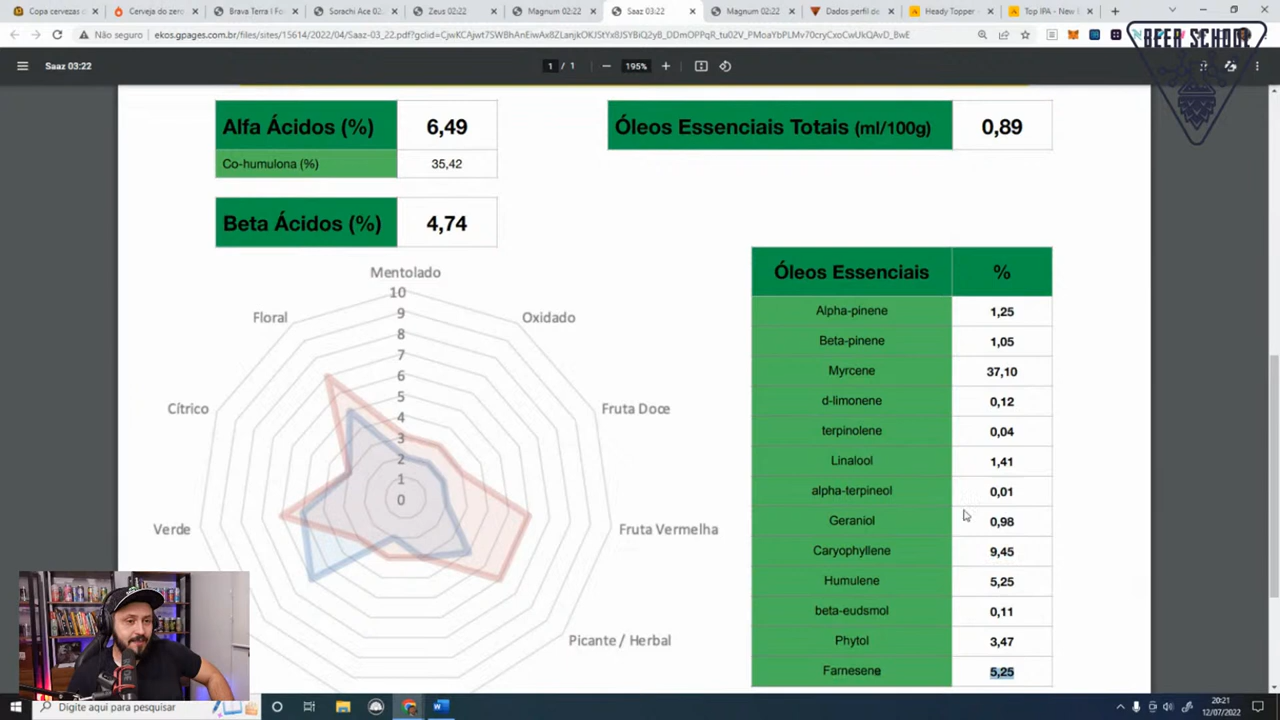 Copa cervezas c
Cerveja do zero
Brava Terra I Fo
Sorachi Ace 02
Zeus 02:22
Magnum 02:22
Saaz 03:22
Magnum 02:22
Dados perfil de
Heady Topper
Top IPA - New
Não seguro
BEER SCHOOL
Saaz 03:22
1 / 1
195%
Alfa Ácidos (%) 6,49
Co-humulona (%) 35,42
Óleos Essenciais Totais (ml/100g) 0,89
Beta Ácidos (%) 4,74
Mentolado
Oxidado
Fruta Doce
Fruta Vermelha
Picante / Herbal
Verde
Cítrico
Floral
10
9
8
7
6
5
4
3
2
1
0
Óleos Essenciais %
Alpha-pinene 1,25
Beta-pinene 1,05
Myrcene 37,10
d-limonene 0,12
terpinolene 0,04
Linalool 1,41
alpha-terpineol 0,01
Geraniol 0,98
Caryophyllene 9,45
Humulene 5,25
beta-eudsmol 0,11
Phytol 3,47
Farnesene 5,25
Digite aqui para pesquisar
20:21
12/07/2022